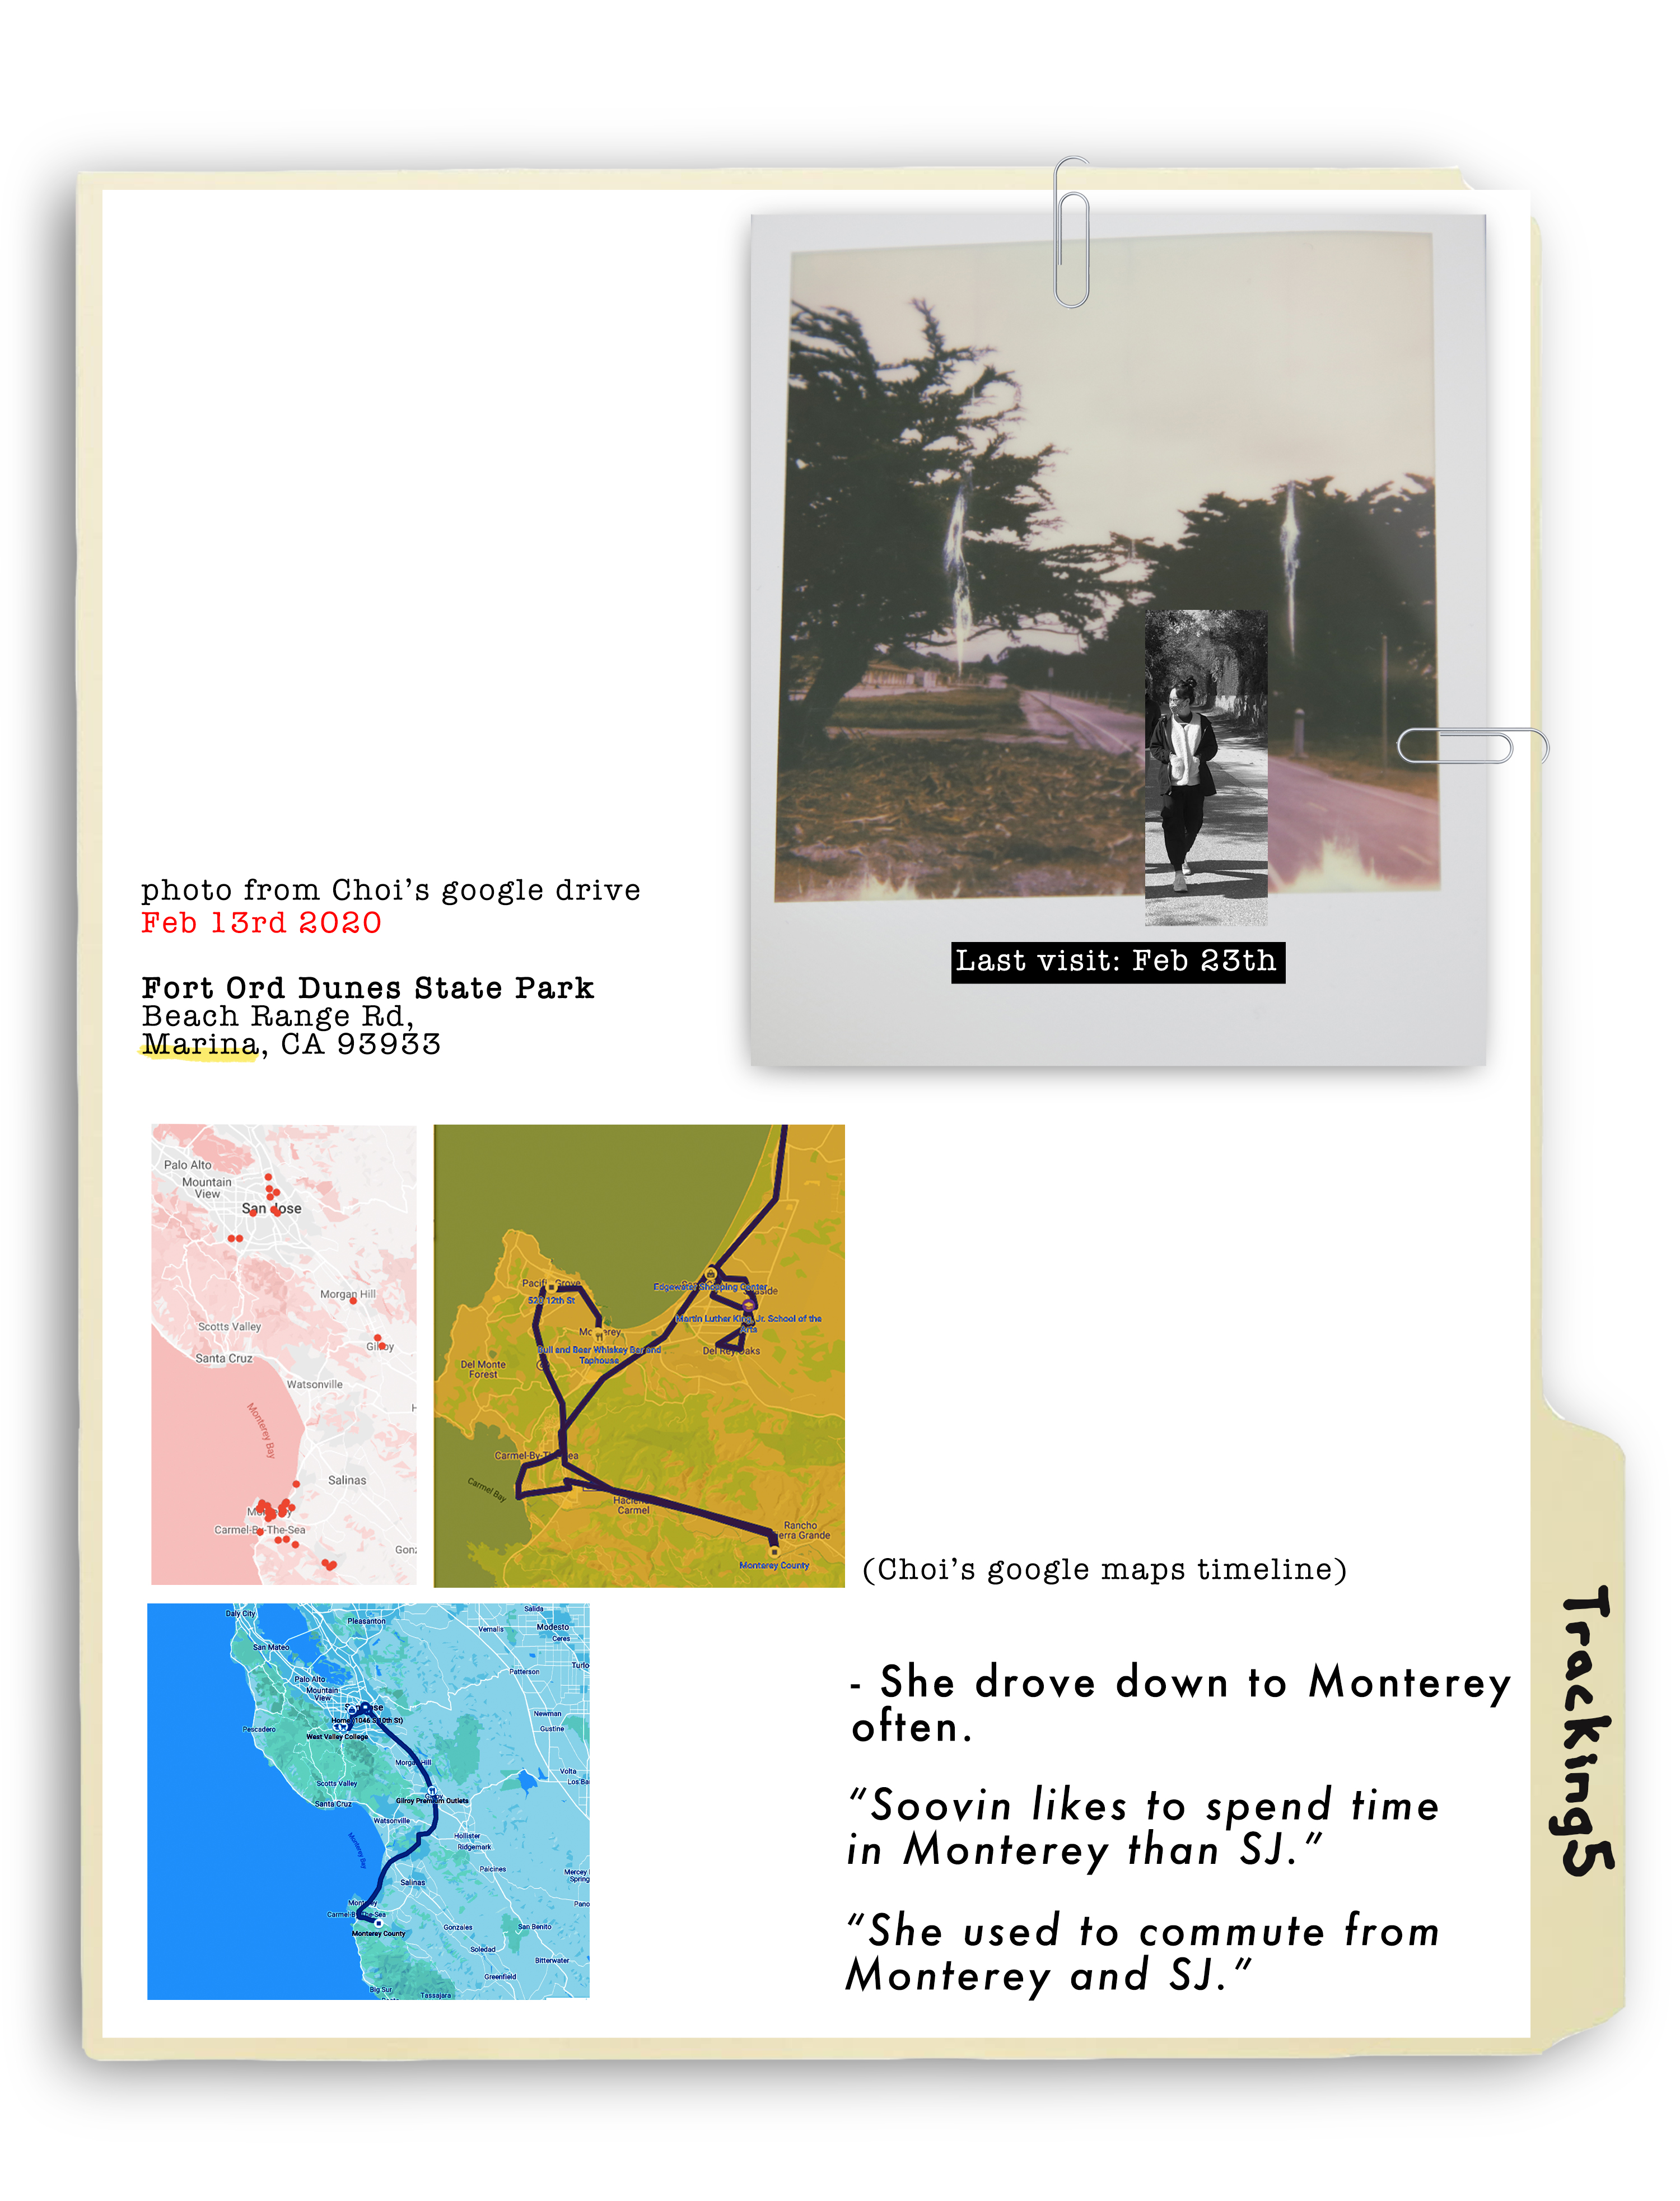 Last visit: Feb 23th
photo from Choi's google drive
Feb 13rd 2020
Fort Ord Dunes State Park
Beach Range Rd,
Marina, CA 93933
Palo Alto
Mountain
View
San Jose
Morgan Hill
Scotts Valley
Gilroy
Santa Cruz
Watsonville
Monterey Bay
Salinas
Monterey
Carmel-By-The-Sea
Gonz
Pacific Grove
520 12th St
Edgewater Shopping Center
Seaside
Martin Luther King, Jr. School of the
Arts
Monterey
Bull and Bear Whiskey Bar and
Taphouse
Del Rey Oaks
Del Monte
Forest
Carmel-By-The-Sea
Carmel Bay
Hacienda
Carmel
Rancho
Tierra Grande
Monterey County
(Choi's google maps timeline)
Daly City
Pleasanton
Salida
Vernalis
Modesto
Ceres
San Mateo
Turlo
Palo Alto
Patterson
Mountain
View
San Jose
Newman
Home (1046 S 10th St)
Gustine
Pescadero
West Valley College
Morgan Hill
Volta
Los Ba
Scotts Valley
Gilroy Premium Outlets
Santa Cruz
Watsonville
Hollister
Ridgemark
Monterey Bay
Paicines
Mercey
Spring
Salinas
Pano
Monterey
Carmel-By-The-Sea
Gonzales
San Benito
Monterey County
Soledad
Bitterwater
Greenfield
Big Sur
Tassajara
- She drove down to Monterey
often.
"Soovin likes to spend time
in Monterey than SJ."
"She used to commute from
Monterey and SJ."
Tracking5